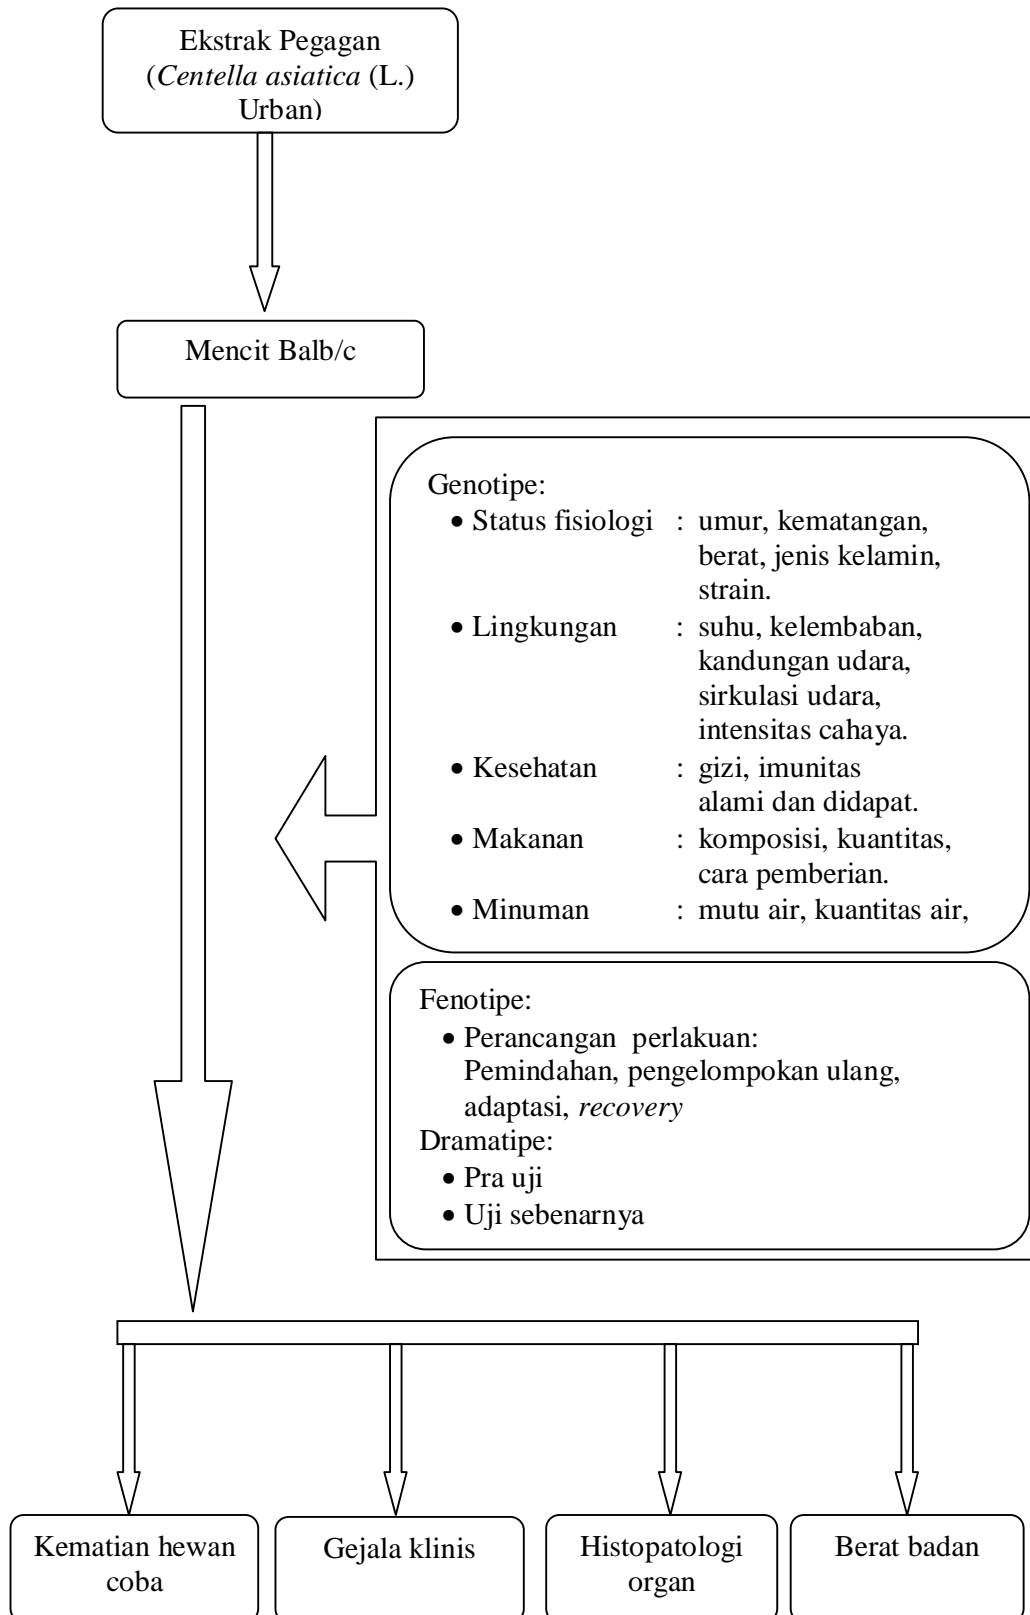 Ekstrak Pegagan
(Centella asiatica (L.)
Urban)
Mencit Balb/c
Genotipe:
• Status fisiologi : umur, kematangan,
berat, jenis kelamin,
strain.
• Lingkungan : suhu, kelembaban,
kandungan udara,
sirkulasi udara,
intensitas cahaya.
• Kesehatan : gizi, imunitas
alami dan didapat.
• Makanan : komposisi, kuantitas,
cara pemberian.
• Minuman : mutu air, kuantitas air,
Fenotipe:
• Perancangan perlakuan:
Pemindahan, pengelompokan ulang,
adaptasi, recovery
Dramatipe:
• Pra uji
• Uji sebenarnya
Kematian hewan
coba
Gejala klinis
Histopatologi
organ
Berat badan